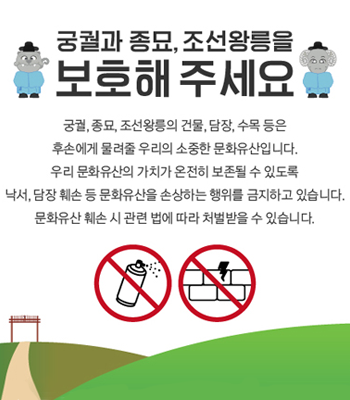 궁궐과 종묘, 조선왕릉을
보호해 주세요
궁궐, 종묘, 조선왕릉의 건물, 담장, 수목 등은
후손에게 물려줄 우리의 소중한 문화유산입니다.
우리 문화유산의 가치가 온전히 보존될 수 있도록
낙서, 담장 훼손 등 문화유산을 손상하는 행위를 금지하고 있습니다.
문화유산 훼손 시 관련 법에 따라 처벌받을 수 있습니다.